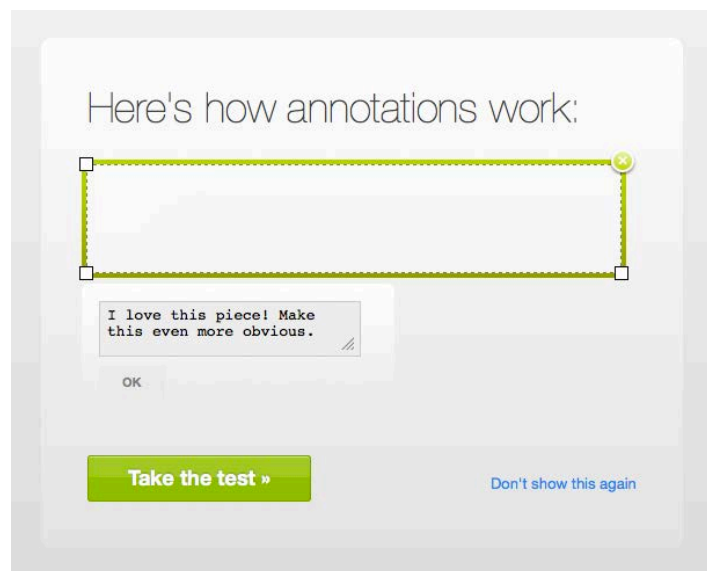 Here's how annotations work:
I love this piece! Make
this even more obvious.
OK
Take the test »
Don't show this again